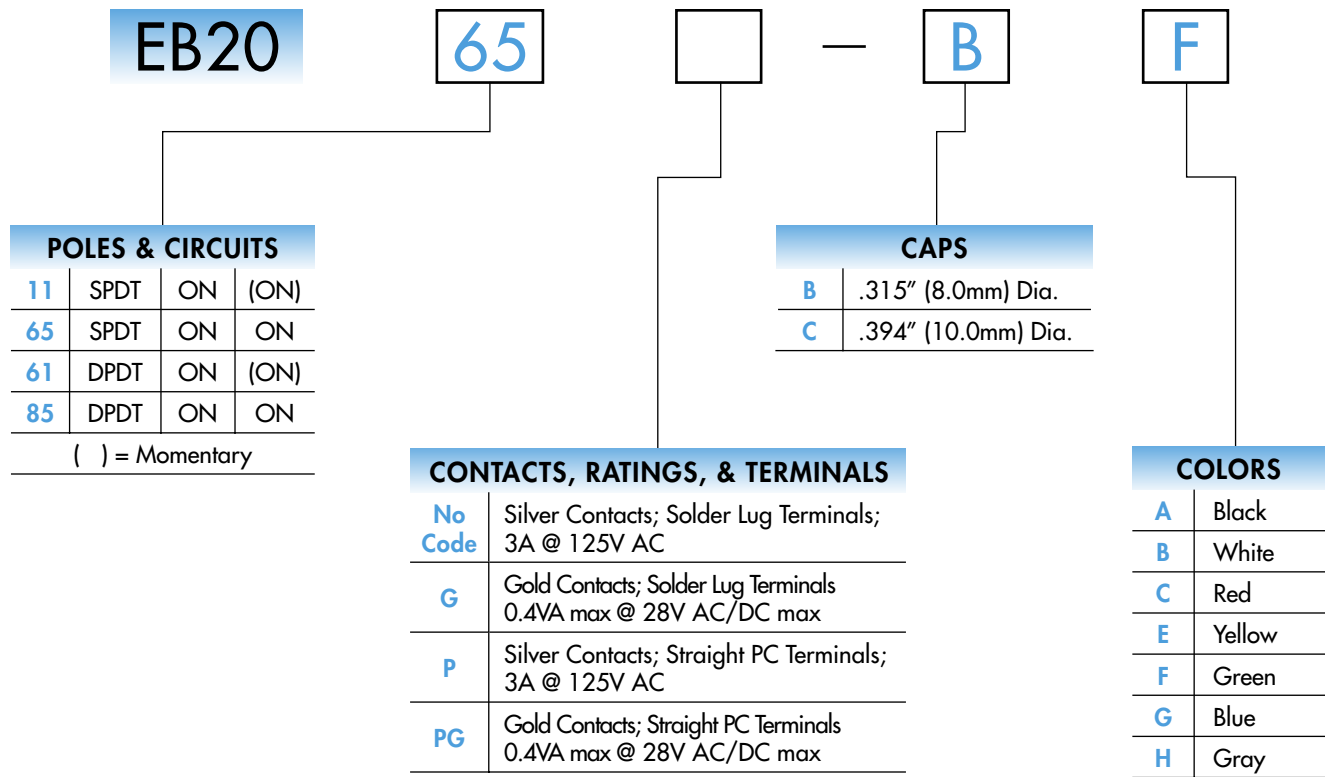 EB20 65 — B F
POLES & CIRCUITS
11 SPDT ON (ON)
65 SPDT ON ON
61 DPDT ON (ON)
85 DPDT ON ON
( ) = Momentary
CONTACTS, RATINGS, & TERMINALS
No Code Silver Contacts; Solder Lug Terminals;
3A @ 125V AC
G Gold Contacts; Solder Lug Terminals
0.4VA max @ 28V AC/DC max
P Silver Contacts; Straight PC Terminals;
3A @ 125V AC
PG Gold Contacts; Straight PC Terminals
0.4VA max @ 28V AC/DC max
CAPS
B .315″ (8.0mm) Dia.
C .394″ (10.0mm) Dia.
COLORS
A Black
B White
C Red
E Yellow
F Green
G Blue
H Gray